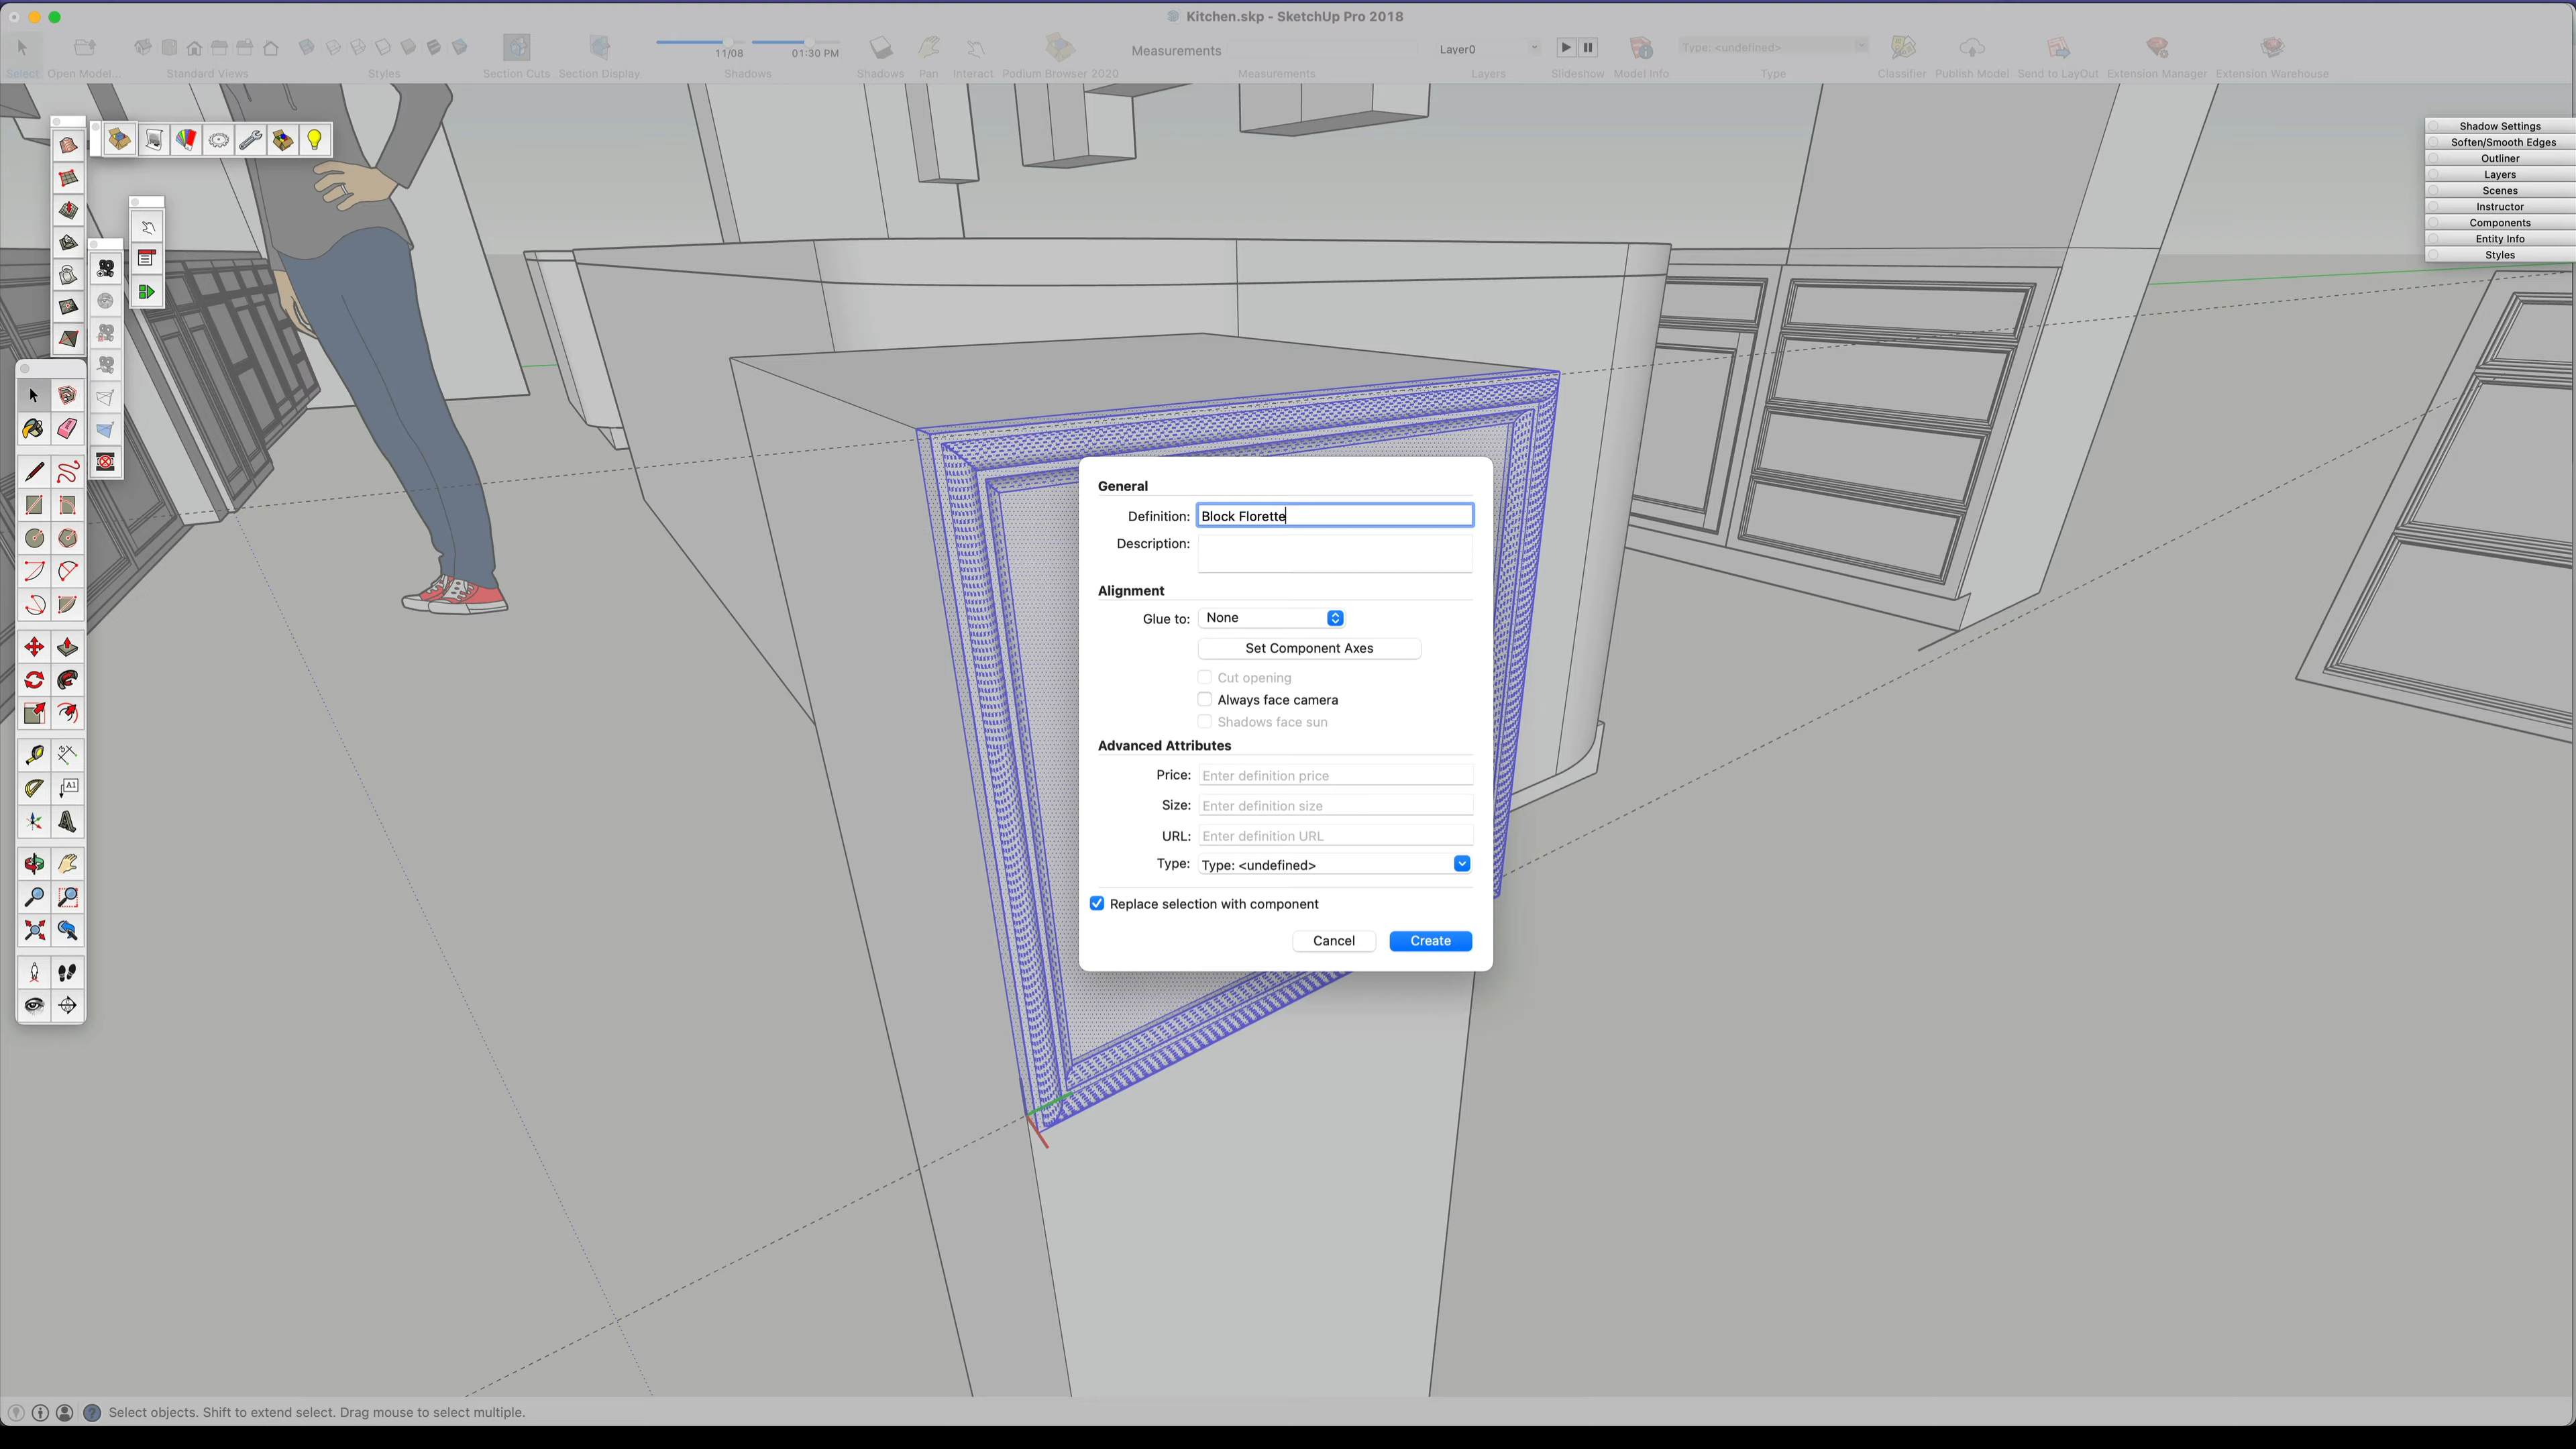 Kitchen.skp - SketchUp Pro 2018
11/08
01:30 PM
Measurements
Layer0
Type: <undefined>
Select
Open Model...
Standard Views
Styles
Section Cuts
Section Display
Shadows
Shadows
Pan
Interact
Podium Browser 2020
Measurements
Layers
Slideshow
Model Info
Type
Classifier
Publish Model
Send to LayOut
Extension Manager
Extension Warehouse
Shadow Settings
Soften/Smooth Edges
Outliner
Layers
Scenes
Instructor
Components
Entity Info
Styles
General
Definition: Block Florette
Description:
Alignment
Glue to: None
Set Component Axes
Cut opening
Always face camera
Shadows face sun
Advanced Attributes
Price: Enter definition price
Size: Enter definition size
URL: Enter definition URL
Type: Type: <undefined>
Replace selection with component
Cancel
Create
A1
Select objects. Shift to extend select. Drag mouse to select multiple.